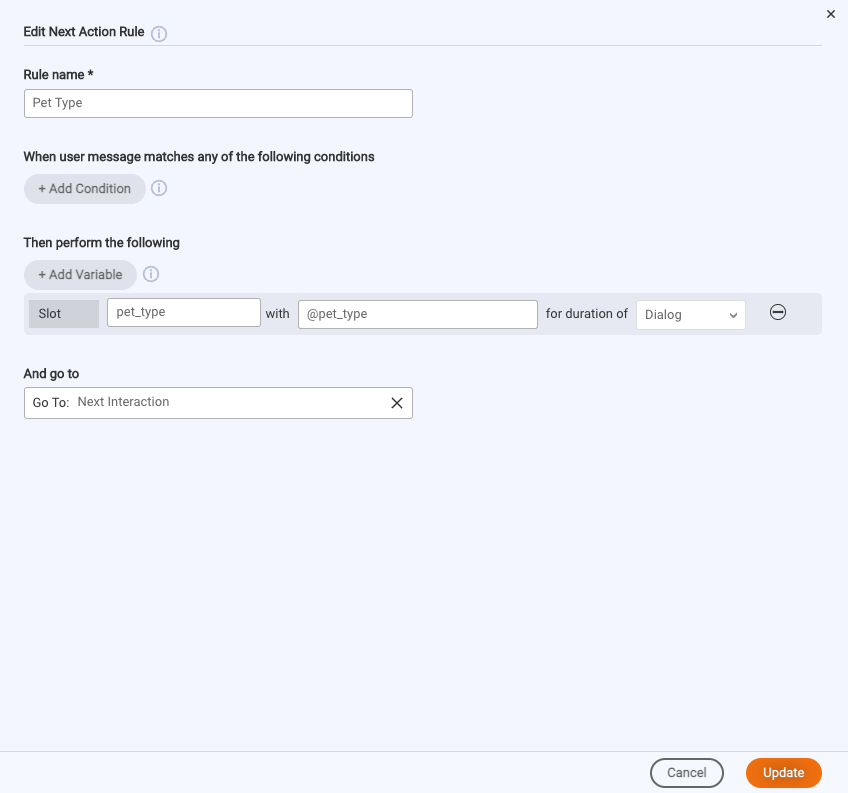 Edit Next Action Rule
Rule name *
Pet Type
When user message matches any of the following conditions
+ Add Condition
Then perform the following
+ Add Variable
Slot pet_type with @pet_type for duration of Dialog
And go to
Go To: Next Interaction
Cancel Update